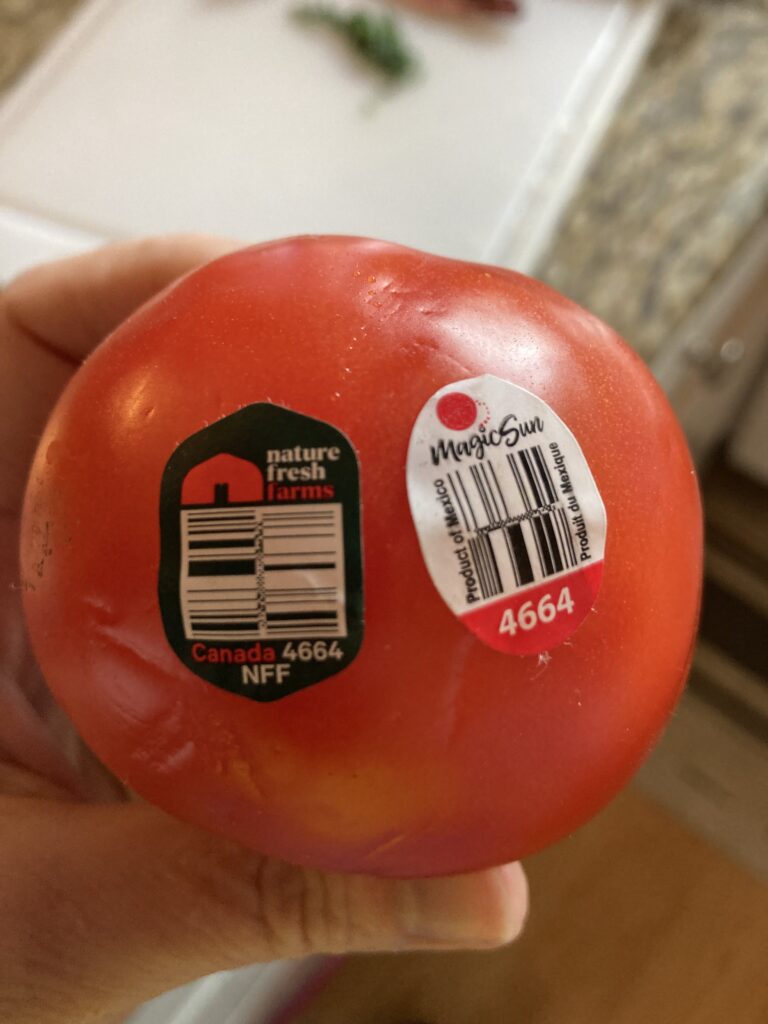 nature
fresh
farms
Canada 4664
NFF
MagicSun
Product of Mexico
Produit du Mexique
4664